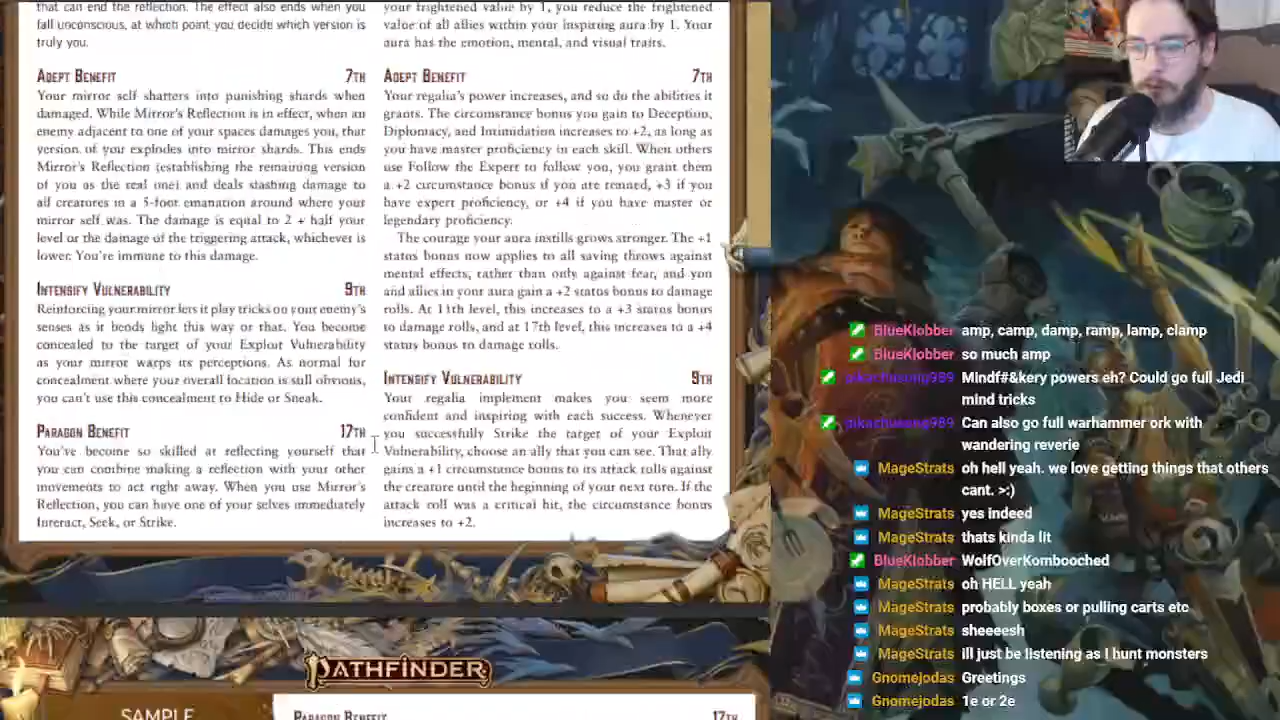 that can end the reflection. The effect also ends when you
fall unconscious, at which point you decide which version is
truly you.
ADEPT BENEFIT 7TH
Your mirror self shatters into punishing shards when
damaged. While Mirror's Reflection is in effect, when an
enemy adjacent to one of your spaces damages you, that
version of you explodes into mirror shards. This ends
Mirror's Reflection (establishing the remaining version
of you as the real one) and deals slashing damage to
all creatures in a 5-foot emanation around where your
mirror self was. The damage is equal to 2 + half your
level or the damage of the triggering attack, whichever is
lower. You're immune to this damage.
INTENSIFY VULNERABILITY 9TH
Reinforcing your mirror lets it play tricks on your enemy's
senses as it bends light this way or that. You become
concealed to the target of your Exploit Vulnerability
as your mirror warps its perceptions. As normal for
concealment where your overall location is still obvious,
you can't use this concealment to Hide or Sneak.
PARAGON BENEFIT 17TH
You've become so skilled at reflecting yourself that
you can combine making a reflection with your other
movements to act right away. When you use Mirror's
Reflection, you can have one of your selves immediately
Interact, Seek, or Strike.
your frightened value by 1, you reduce the frightened
value of all allies within your inspiring aura by 1. Your
aura has the emotion, mental, and visual traits.
ADEPT BENEFIT 7TH
Your regalia's power increases, and so do the abilities it
grants. The circumstance bonus you gain to Deception,
Diplomacy, and Intimidation increases to +2, as long as
you have master proficiency in each skill. When others
use Follow the Expert to follow you, you grant them
a +2 circumstance bonus if you are trained, +3 if you
have expert proficiency, or +4 if you have master or
legendary proficiency.
The courage your aura instills grows stronger. The +1
status bonus now applies to all saving throws against
mental effects, rather than only against fear, and you
and allies in your aura gain a +2 status bonus to damage
rolls. At 11th level, this increases to a +3 status bonus
to damage rolls, and at 17th level, this increases to a +4
status bonus to damage rolls.
INTENSIFY VULNERABILITY 9TH
Your regalia implement makes you seem more
confident and inspiring with each success. Whenever
you successfully Strike the target of your Exploit
Vulnerability, choose an ally that you can see. That ally
gains a +1 circumstance bonus to its attack rolls against
the creature until the beginning of your next turn. If the
attack roll was a critical hit, the circumstance bonus
increases to +2.
PATHFINDER
SAMPLE
PARAGON BENEFIT 17TH
BlueKlobber amp, camp, damp, ramp, lamp, clamp
BlueKlobber so much amp
pikachusong989 Mindf#&kery powers eh? Could go full Jedi
mind tricks
pikachusong989 Can also go full warhammer ork with
wandering reverie
MageStrats oh hell yeah. we love getting things that others
cant. >:)
MageStrats yes indeed
MageStrats thats kinda lit
BlueKlobber WolfOverKombooched
MageStrats oh HELL yeah
MageStrats probably boxes or pulling carts etc
MageStrats sheeeesh
MageStrats ill just be listening as I hunt monsters
Gnomejodas Greetings
Gnomejodas 1e or 2e